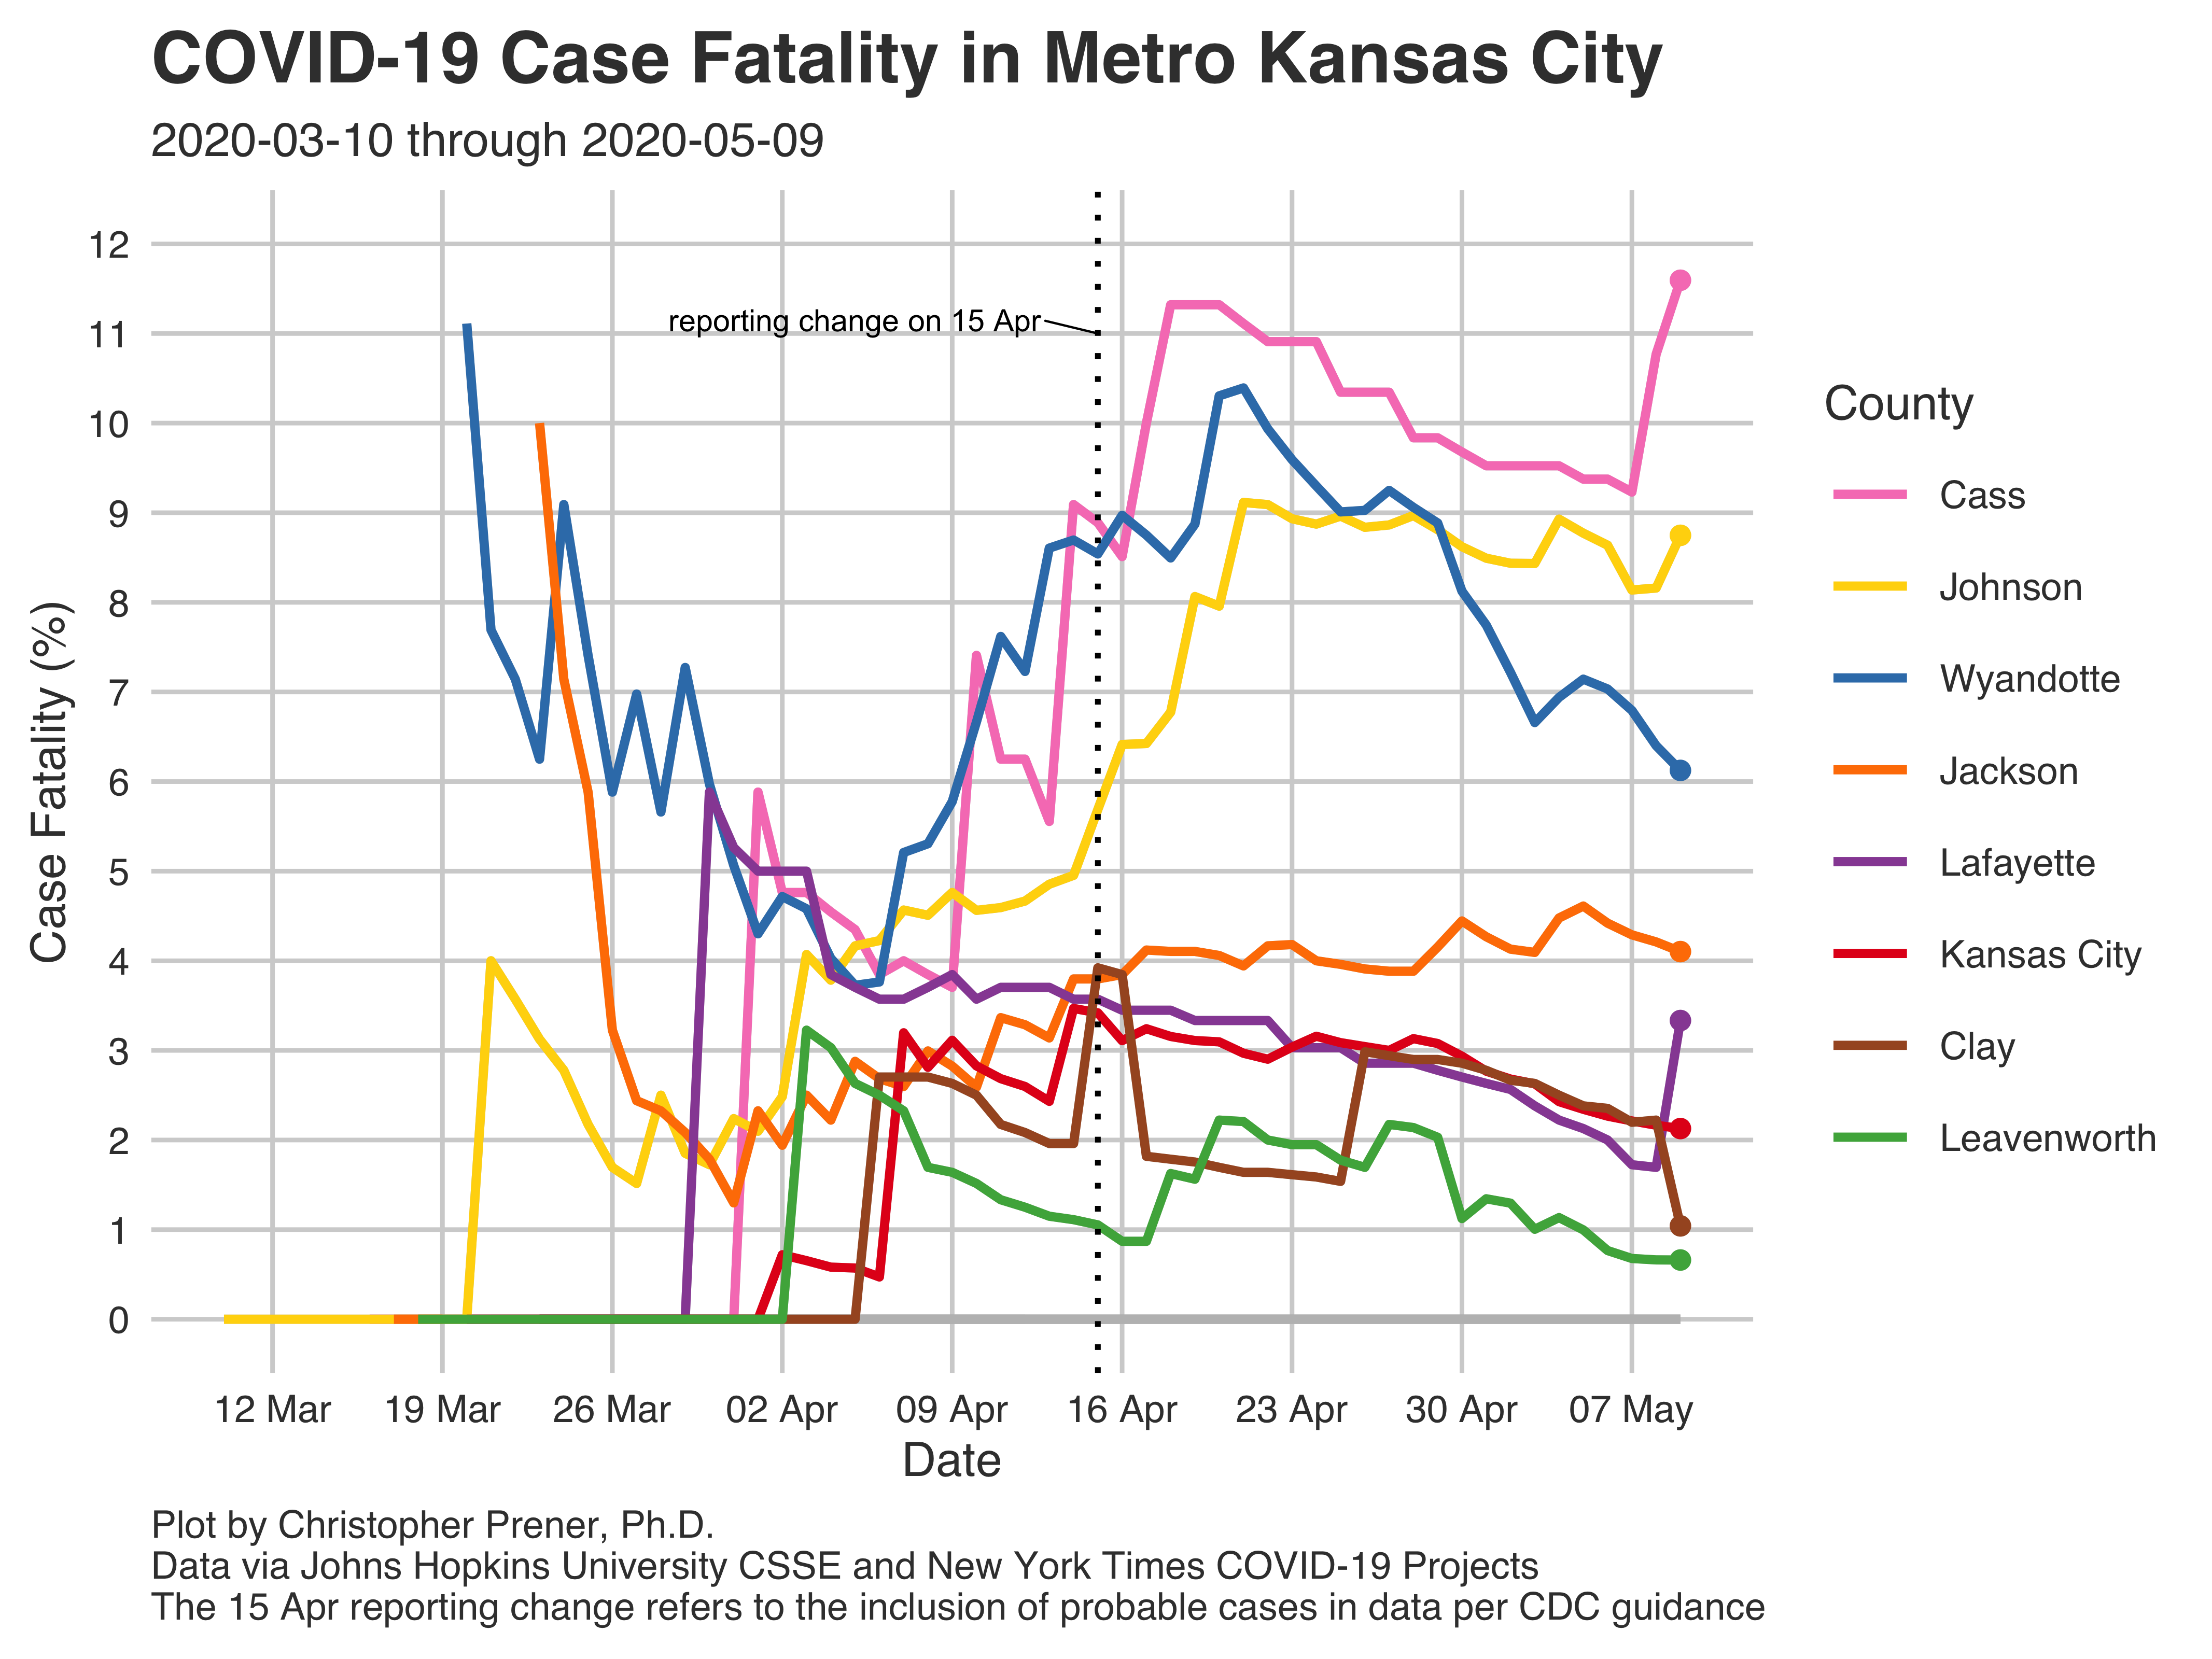 COVID-19 Case Fatality in Metro Kansas City
2020-03-10 through 2020-05-09
12
11
10
9
8
7
6
5
4
3
2
1
0
Case Fatality (%)
reporting change on 15 Apr
12 Mar
19 Mar
26 Mar
02 Apr
09 Apr
16 Apr
23 Apr
30 Apr
07 May
Date
County
Cass
Johnson
Wyandotte
Jackson
Lafayette
Kansas City
Clay
Leavenworth
Plot by Christopher Prener, Ph.D.
Data via Johns Hopkins University CSSE and New York Times COVID-19 Projects
The 15 Apr reporting change refers to the inclusion of probable cases in data per CDC guidance